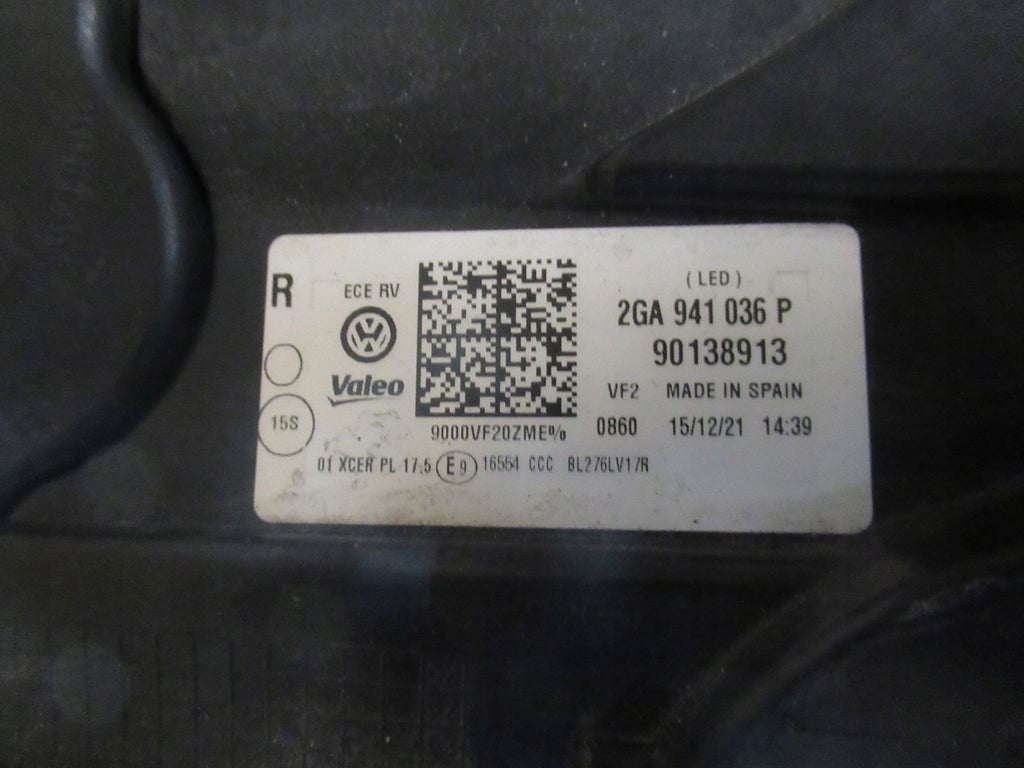 R
ECE RV
Valeo
15S
9000VF20ZME%
(LED)
2GA 941 036 P
90138913
VF2 MADE IN SPAIN
0860 15/12/21 14:39
01 XCER PL 17,5 E9 16554 CCC BL276LV17R